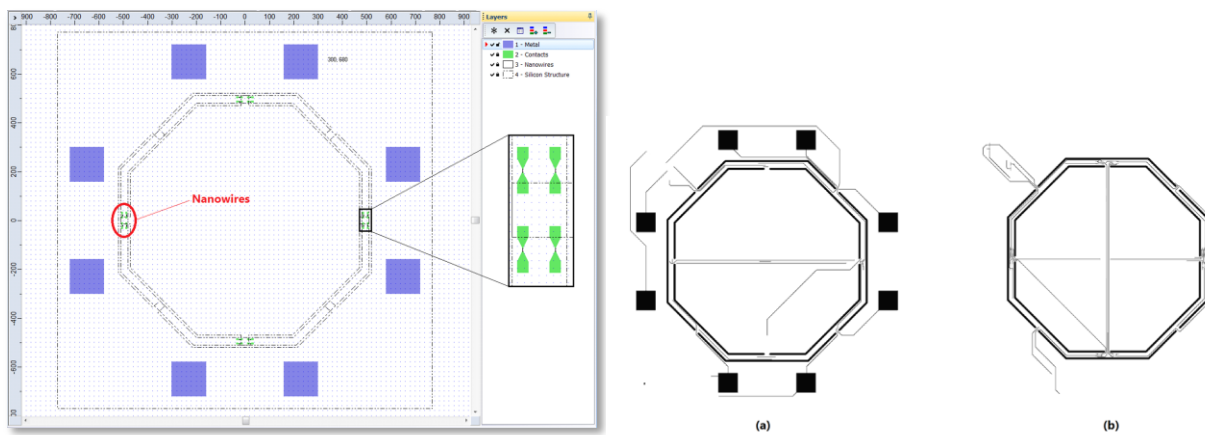 900 -800 -700 -600 -500 -400 -300 -200 -100 0 100 200 300 400 500 600 700 800 900
Layers
1 - Metal
2 - Contacts
3 - Nanowires
4 - Silicon Structure
300, 680
600
400
200
0
-200
-400
-600
Nanowires
(a)
(b)